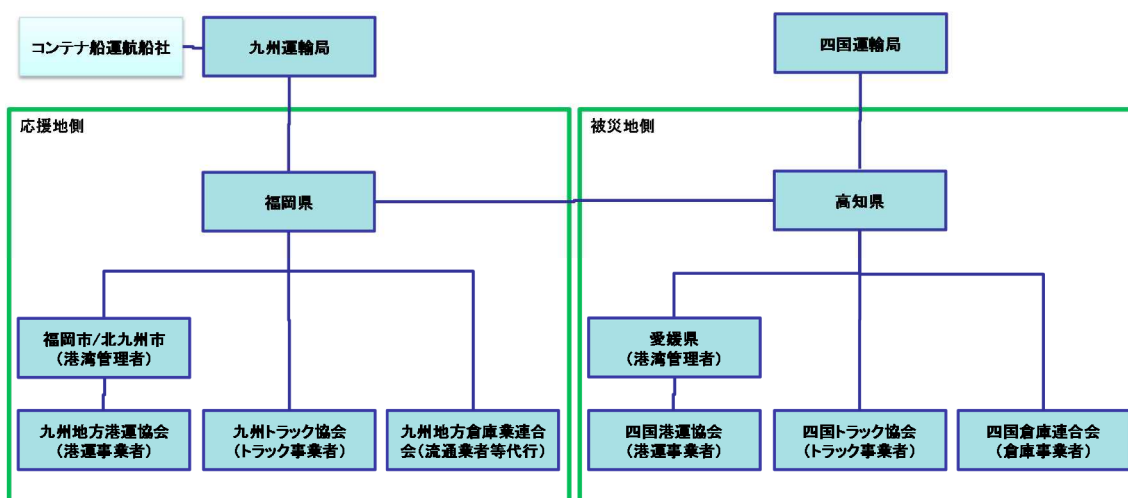 コンテナ船運航船社
九州運輸局
四国運輸局
応援地側
被災地側
福岡県
高知県
福岡市/北九州市
(港湾管理者)
愛媛県
(港湾管理者)
九州地方港運協会
(港運事業者)
九州トラック協会
(トラック事業者)
九州地方倉庫業連合
会(流通業者等代行)
四国港運協会
(港運事業者)
四国トラック協会
(トラック事業者)
四国倉庫連合会
(倉庫事業者)